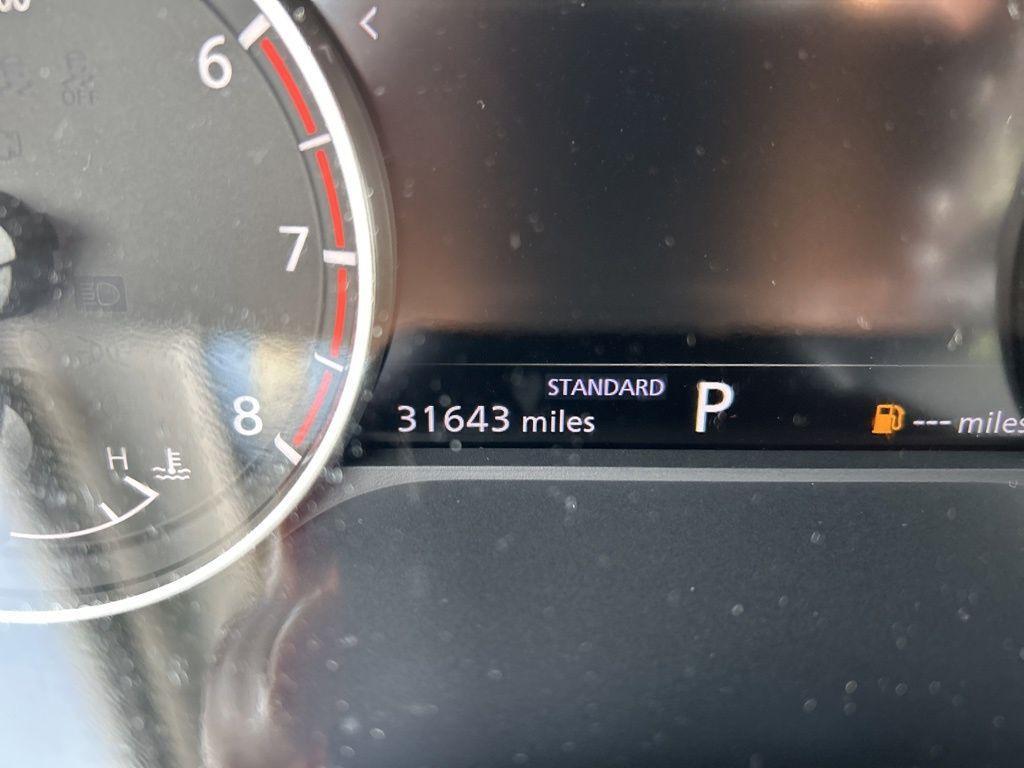 6
OFF
7
8
H
STANDARD
31643 miles
P
--- miles